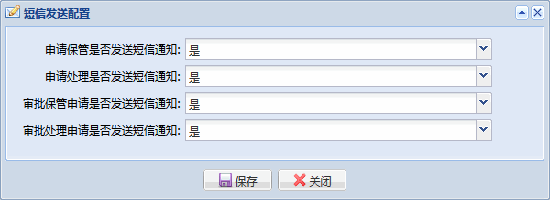 短信发送配置
申请保管是否发送短信通知: 是
申请处理是否发送短信通知: 是
审批保管申请是否发送短信通知: 是
审批处理申请是否发送短信通知: 是
保存 关闭